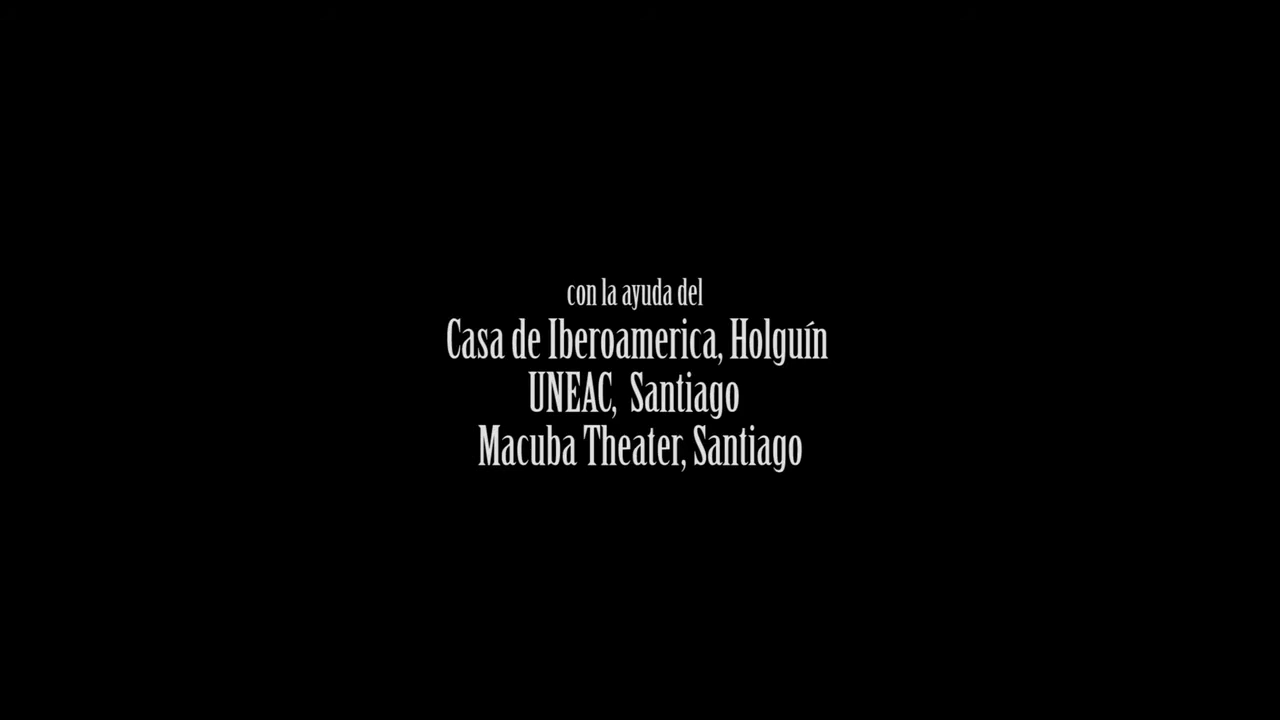 con la ayuda del
Casa de Iberoamerica, Holguín
UNEAC, Santiago
Macuba Theater, Santiago